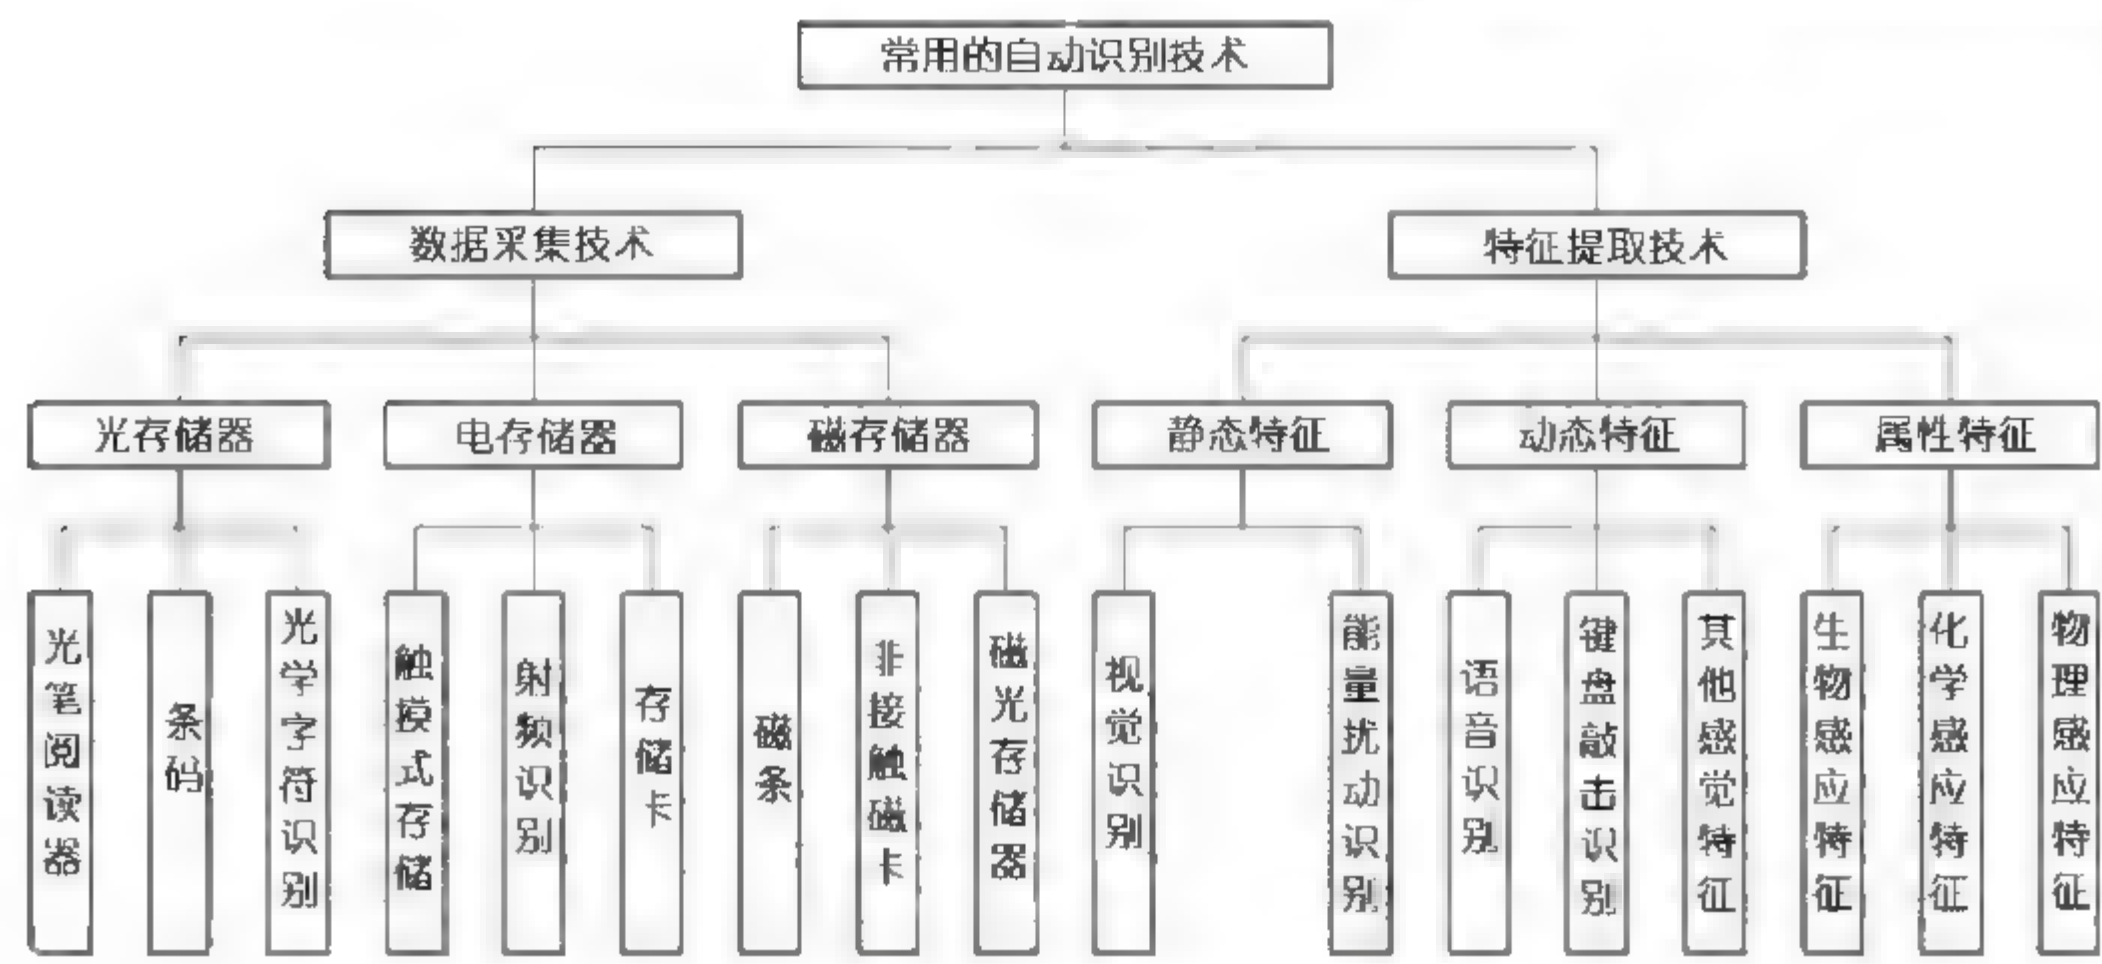 常用的自动识别技术
数据采集技术
特征提取技术
光存储器
电存储器
磁存储器
静态特征
动态特征
属性特征
光笔阅读器
条码
光学字符识别
触摸式存储
射频识别
存储卡
磁条
非接触磁卡
磁光存储器
视觉识别
能量扰动识别
语音识别
键盘敲击识别
其他感觉特征
生物感应特征
化学感应特征
物理感应特征